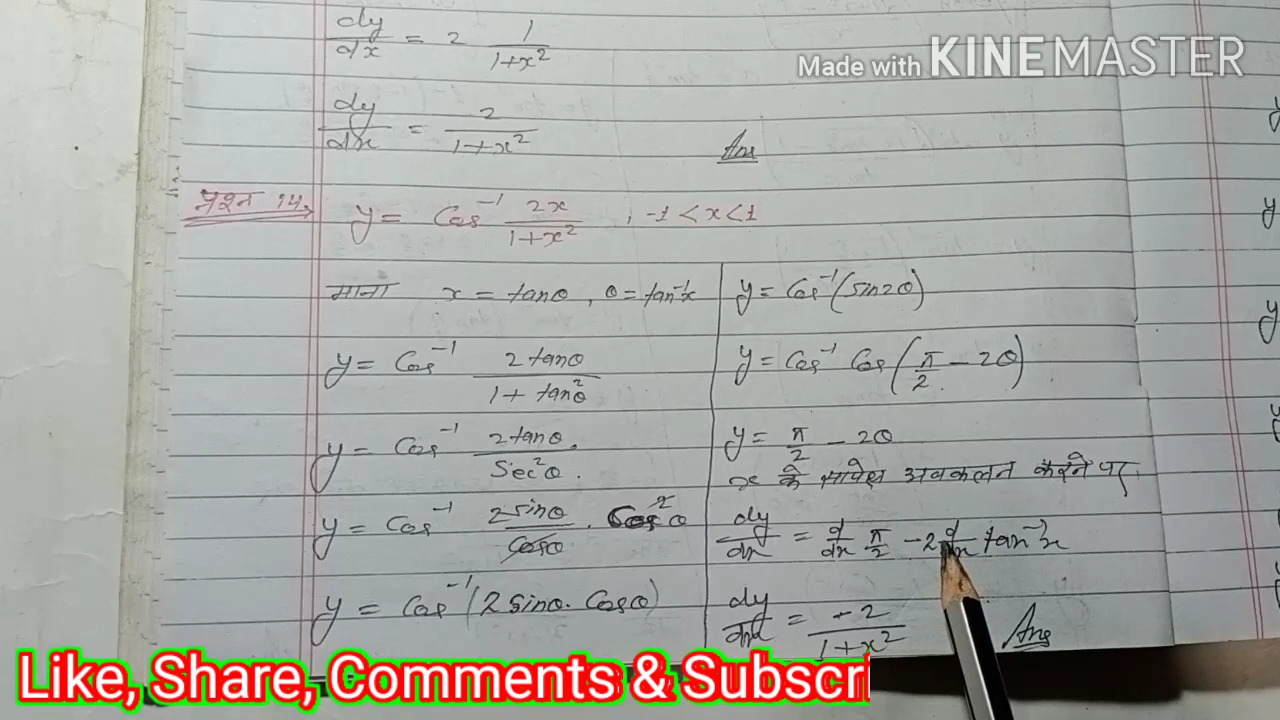 dy/dx = 2 1/1+x²
Made with KINEMASTER
dy/dx = 2/1+x²
Ans
प्रश्न 14. y = Cos⁻¹ 2x/1+x² , -1 < x < 1
माना x = tanθ , θ = tan⁻¹x
y = Cos⁻¹ 2tanθ/1+tan²θ
y = Cos⁻¹ 2tanθ/Sec²θ.
y = Cos⁻¹ 2sinθ/Cosθ . Cos²θ
y = Cos⁻¹(2sinθ. Cosθ)
y = Cos⁻¹(sin2θ)
y = Cos⁻¹ Cos(π/2 - 2θ)
y = π/2 - 2θ
x के सापेक्ष अवकलन करने पर
dy/dx = d/dx π/2 - 2 d/dx tan⁻¹x
dy/dx = -2/1+x²
Ans
Like, Share, Comments & Subscri